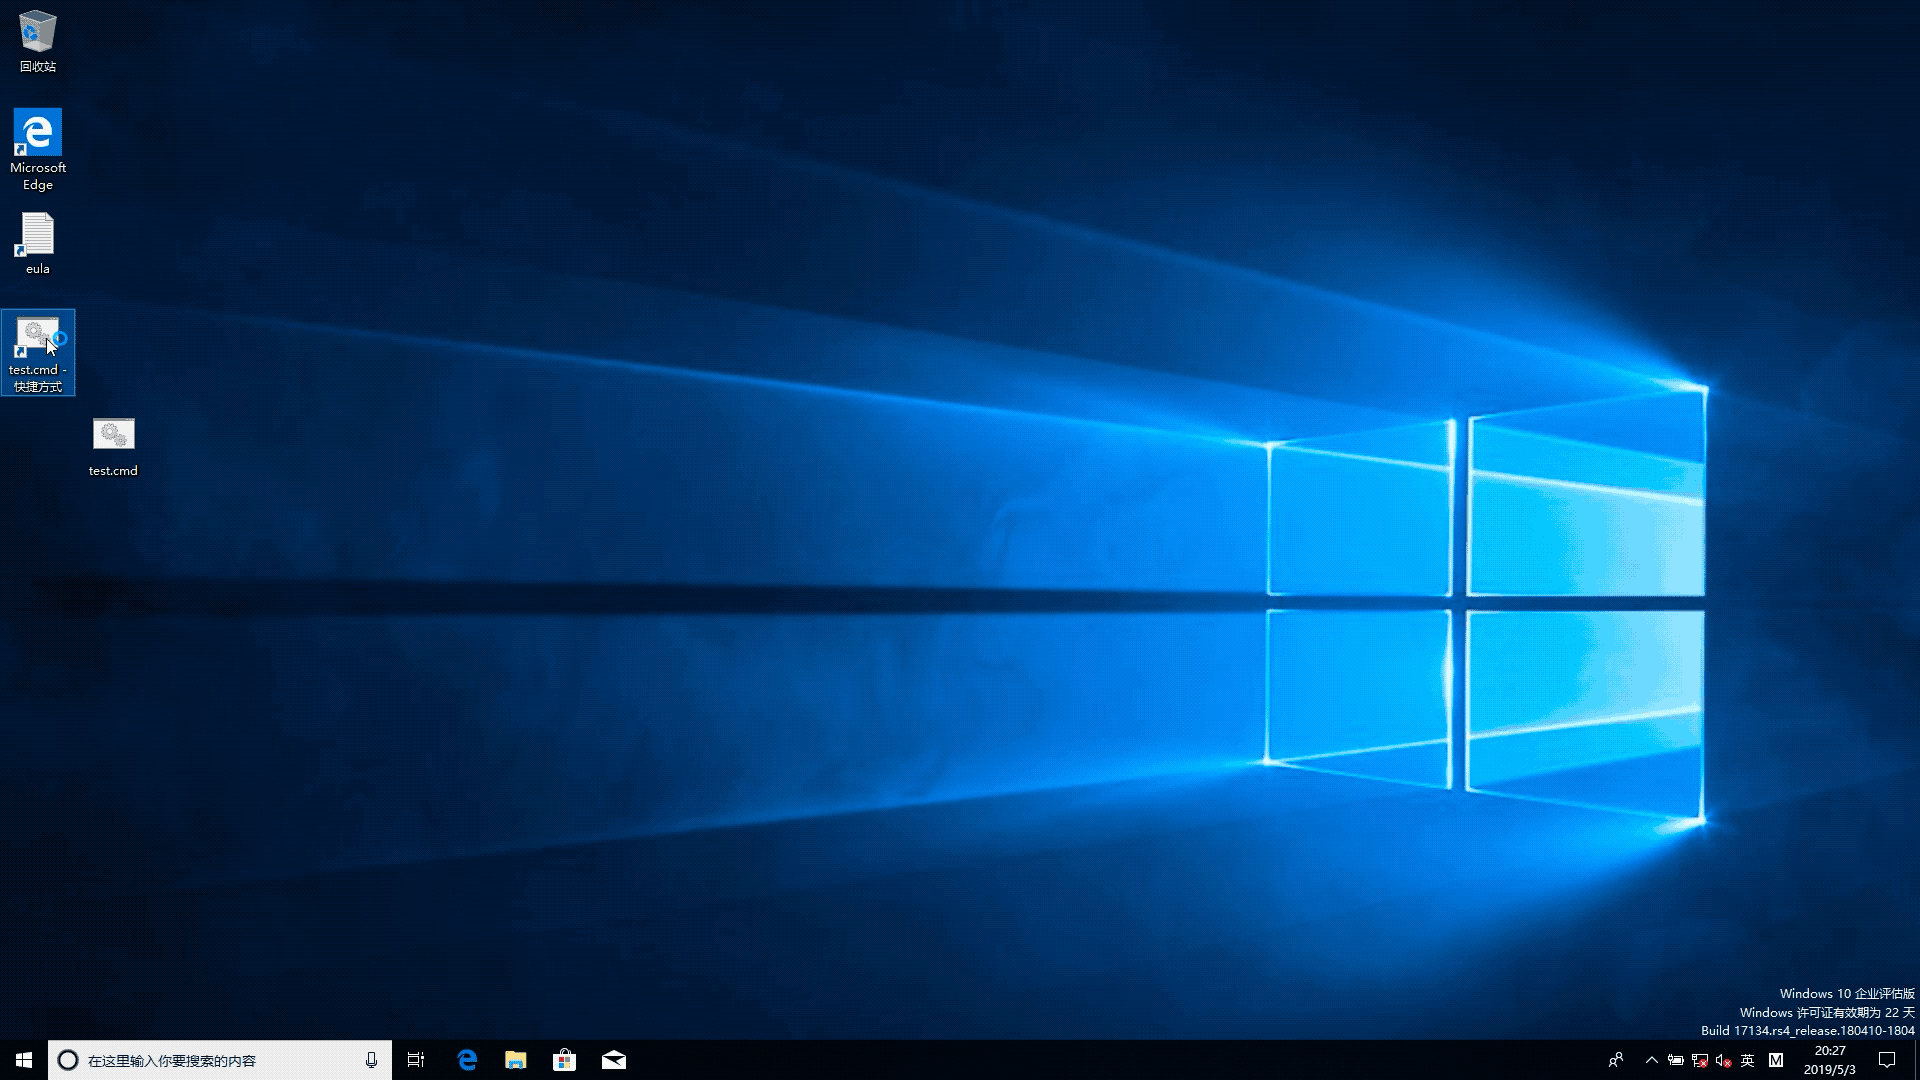 回收站
Microsoft
Edge
eula
test.cmd -
快捷方式
test.cmd
Windows 10 企业评估版
Windows 许可证有效期为 22 天
Build 17134.rs4_release.180410-1804
在这里输入你要搜索的内容
英
M
20:27
2019/5/3